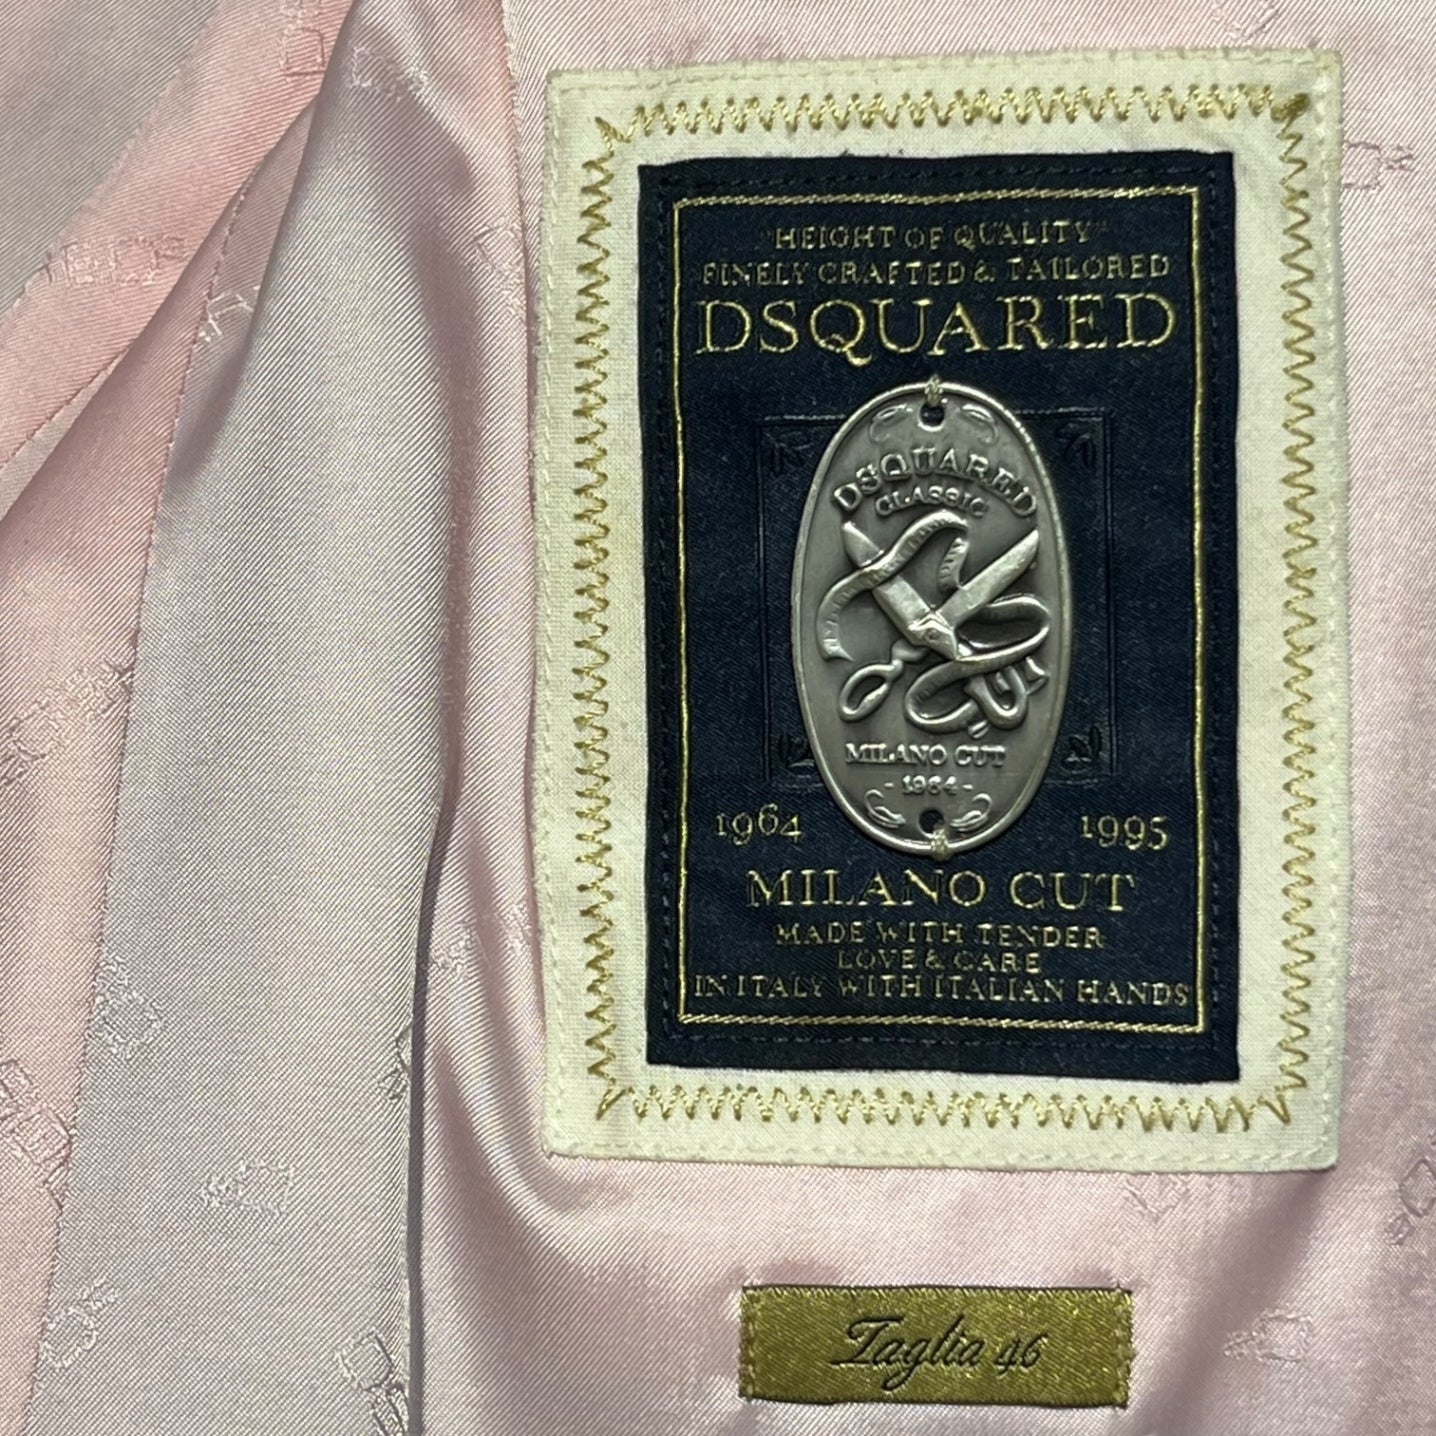 "HEIGHT OF QUALITY"
FINELY CRAFTED & TAILORED
DSQUARED
DSQUARED
CLASSIC
MILANO CUT
- 1964 -
1964 1995
MILANO CUT
MADE WITH TENDER
LOVE & CARE
IN ITALY WITH ITALIAN HANDS
Taglia 46